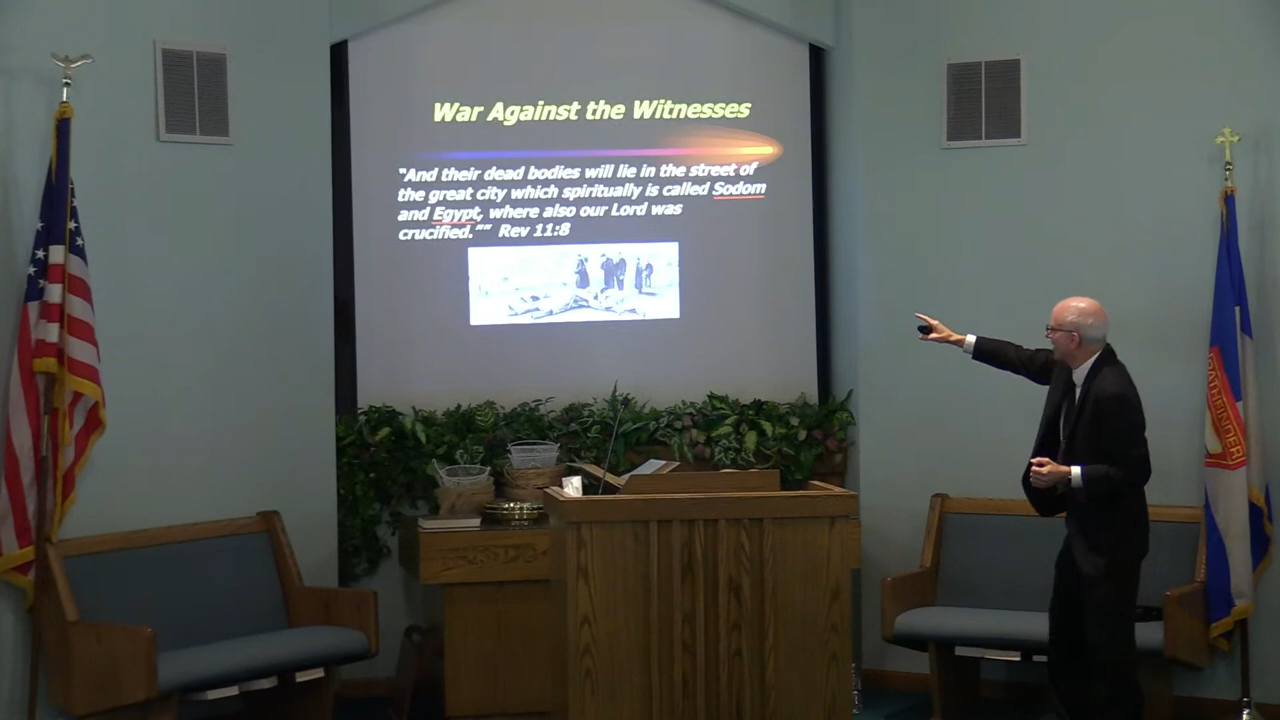 War Against the Witnesses
“And their dead bodies will lie in the street of
the great city which spiritually is called Sodom
and Egypt, where also our Lord was
crucified.”” Rev 11:8
PATHFINDER